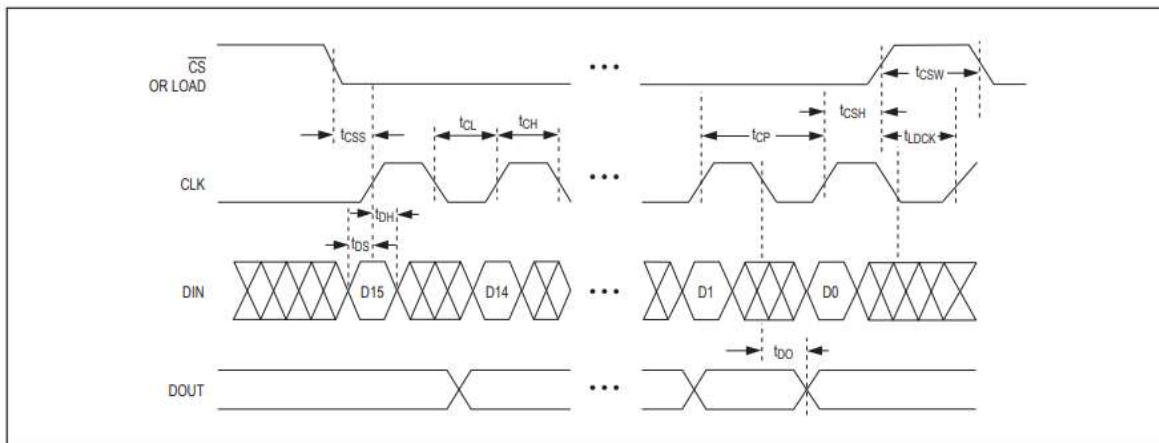 CS
OR LOAD
•••
tCSW
tCSS
tCL
tCH
tCP
tCSH
tLDCK
CLK
•••
tDH
tDS
DIN
D15
D14
•••
D1
D0
tDO
DOUT
•••